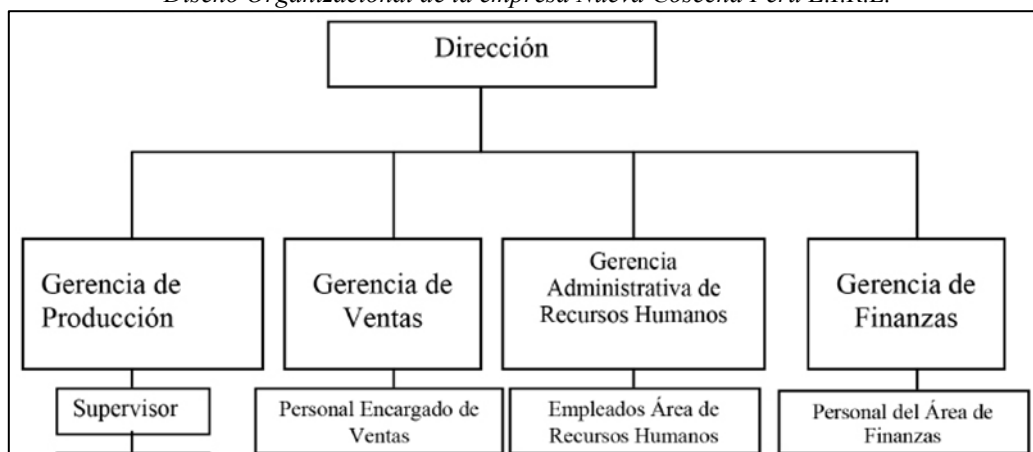 Diseño Organizacional de la empresa Nueva Cosecha Perú E.I.R.L.
Dirección
Gerencia de
Producción
Gerencia de
Ventas
Gerencia
Administrativa de
Recursos Humanos
Gerencia de
Finanzas
Supervisor
Personal Encargado de
Ventas
Empleados Área de
Recursos Humanos
Personal del Área de
Finanzas